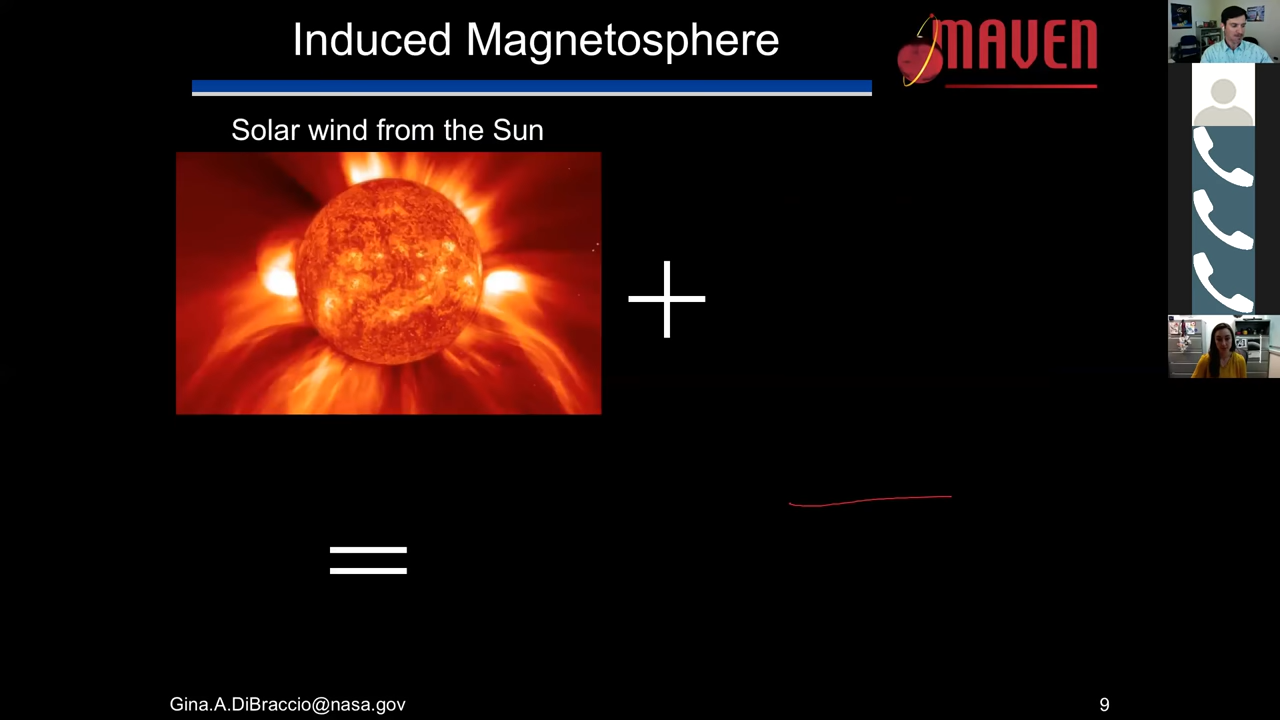 Induced Magnetosphere
MAVEN
Solar wind from the Sun
+
=
Gina.A.DiBraccio@nasa.gov
9